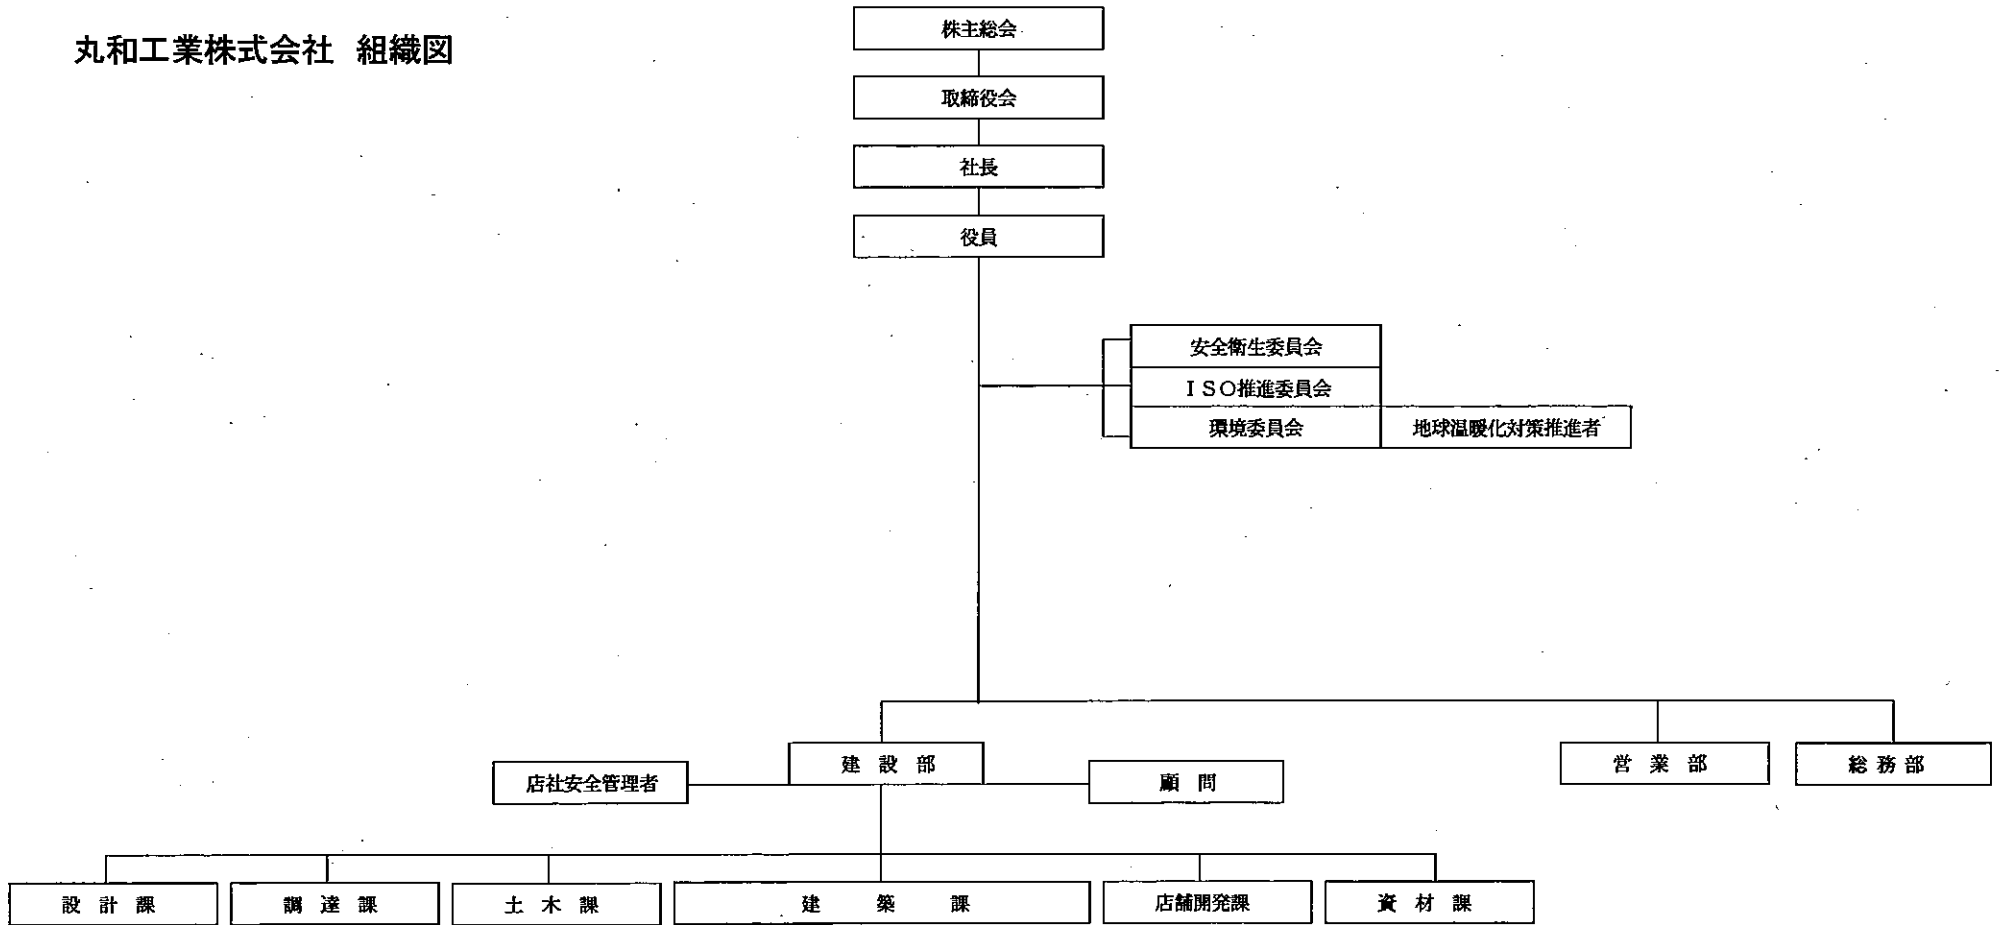 丸和工業株式会社 組織図
株主総会
取締役会
社長
役員
安全衛生委員会
ＩＳＯ推進委員会
環境委員会 地球温暖化対策推進者
建 設 部 営 業 部 総 務 部
店社安全管理者 顧 問
設 計 課 調 達 課 土 木 課 建 築 課 店舗開発課 資 材 課